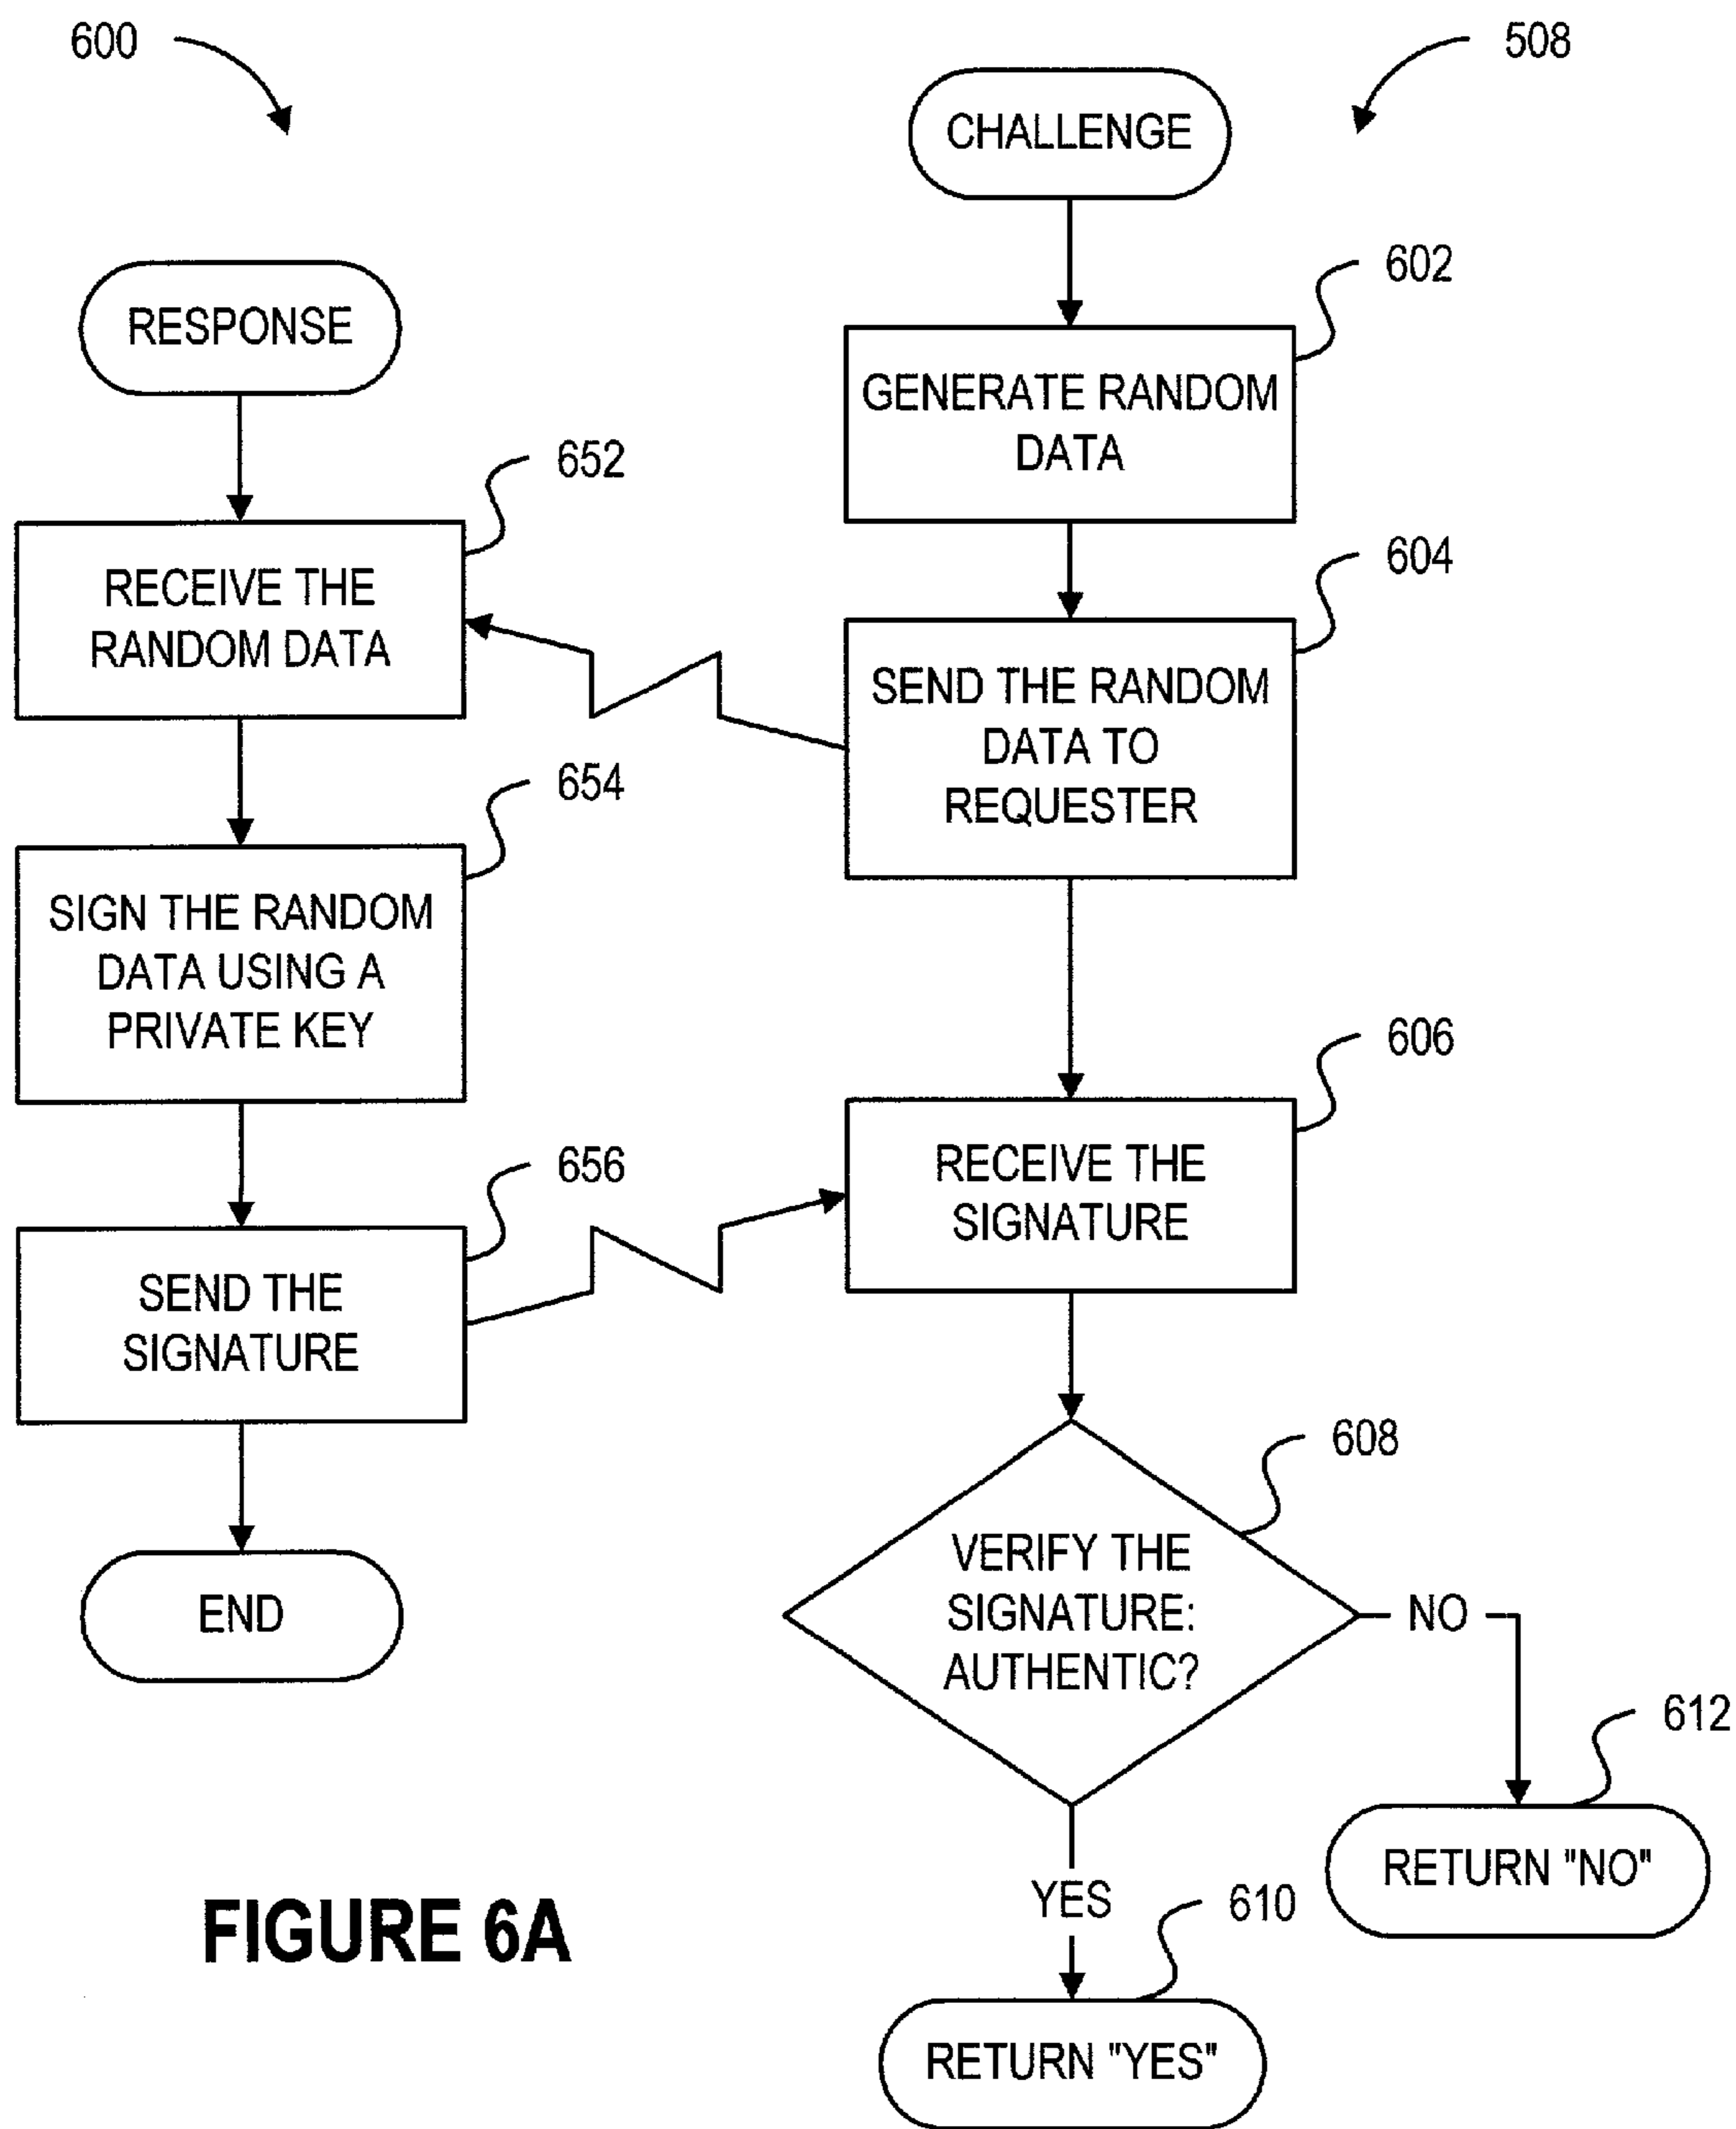 600
508
CHALLENGE
602
RESPONSE
GENERATE RANDOM
DATA
652
604
RECEIVE THE
RANDOM DATA
SEND THE RANDOM
DATA TO
REQUESTER
654
SIGN THE RANDOM
DATA USING A
PRIVATE KEY
606
RECEIVE THE
SIGNATURE
656
SEND THE
SIGNATURE
608
VERIFY THE
SIGNATURE:
AUTHENTIC?
NO
END
612
RETURN "NO"
YES
610
FIGURE 6A
RETURN "YES"